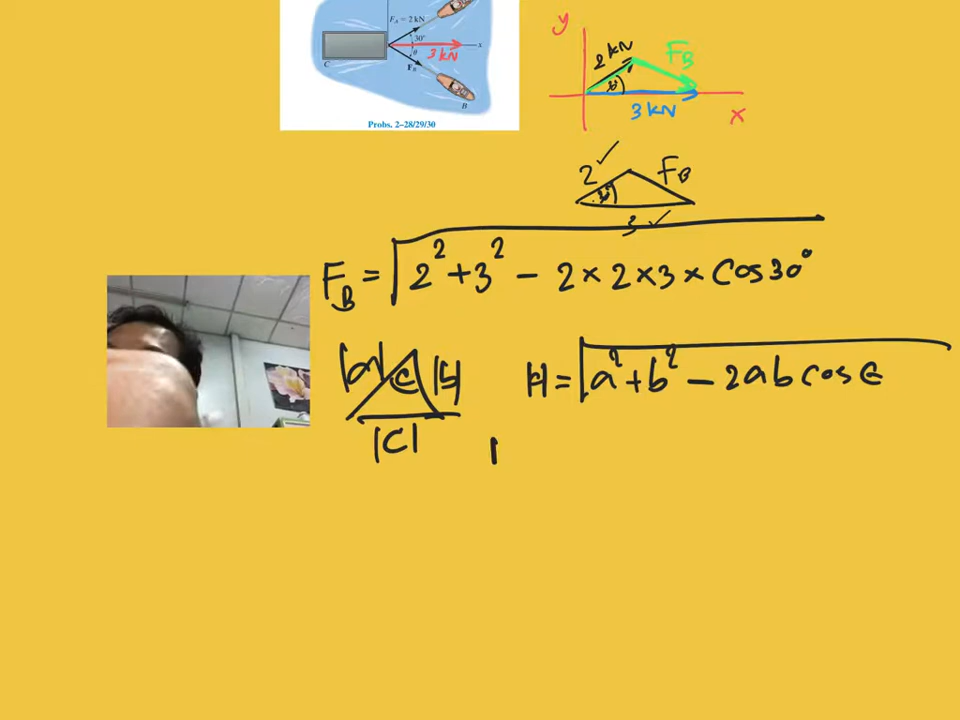 F_A = 2 kN
30°
x
3 kN
θ
F_B
C
B
Probs. 2–28/29/30
y
2 kN
F_B
3 kN
x
2 ✓
F_B
3 ✓
F_B = √2² + 3² − 2 × 2 × 3 × Cos 30°
|a|
|C|
= √a² + b² − 2ab cos